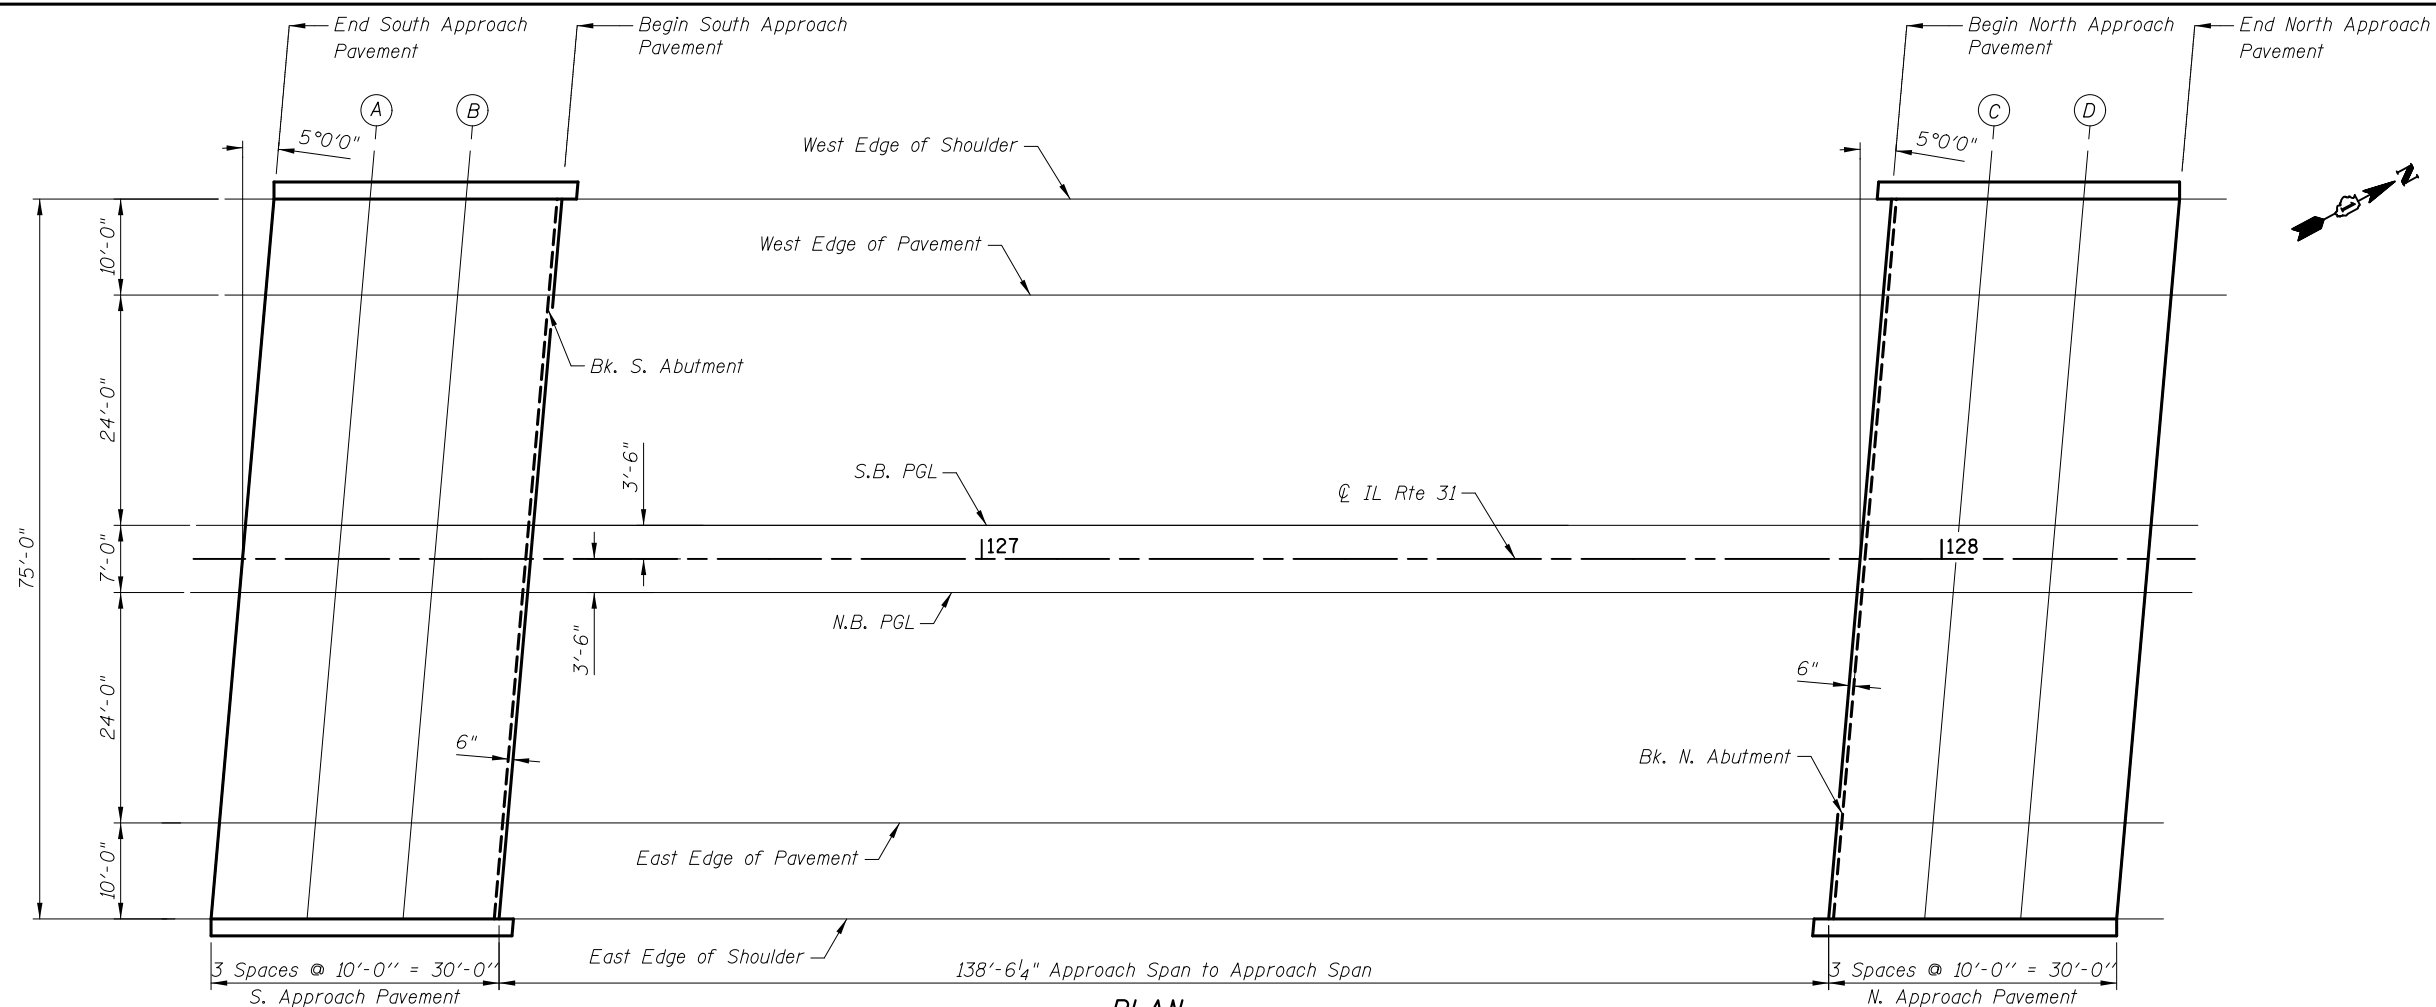 End South Approach
Pavement
Begin South Approach
Pavement
Begin North Approach
Pavement
End North Approach
Pavement
A
B
C
D
5°0'0"
5°0'0"
West Edge of Shoulder
N
1
10'-0"
West Edge of Pavement
Bk. S. Abutment
24'-0"
3'-6"
S.B. PGL
℄ IL Rte 31
75'-0"
7'-0"
127
128
N.B. PGL
3'-6"
6"
24'-0"
6"
Bk. N. Abutment
East Edge of Pavement
10'-0"
East Edge of Shoulder
3 Spaces @ 10'-0'' = 30'-0''
S. Approach Pavement
138'-6¼" Approach Span to Approach Span
3 Spaces @ 10'-0'' = 30'-0''
N. Approach Pavement
PLAN